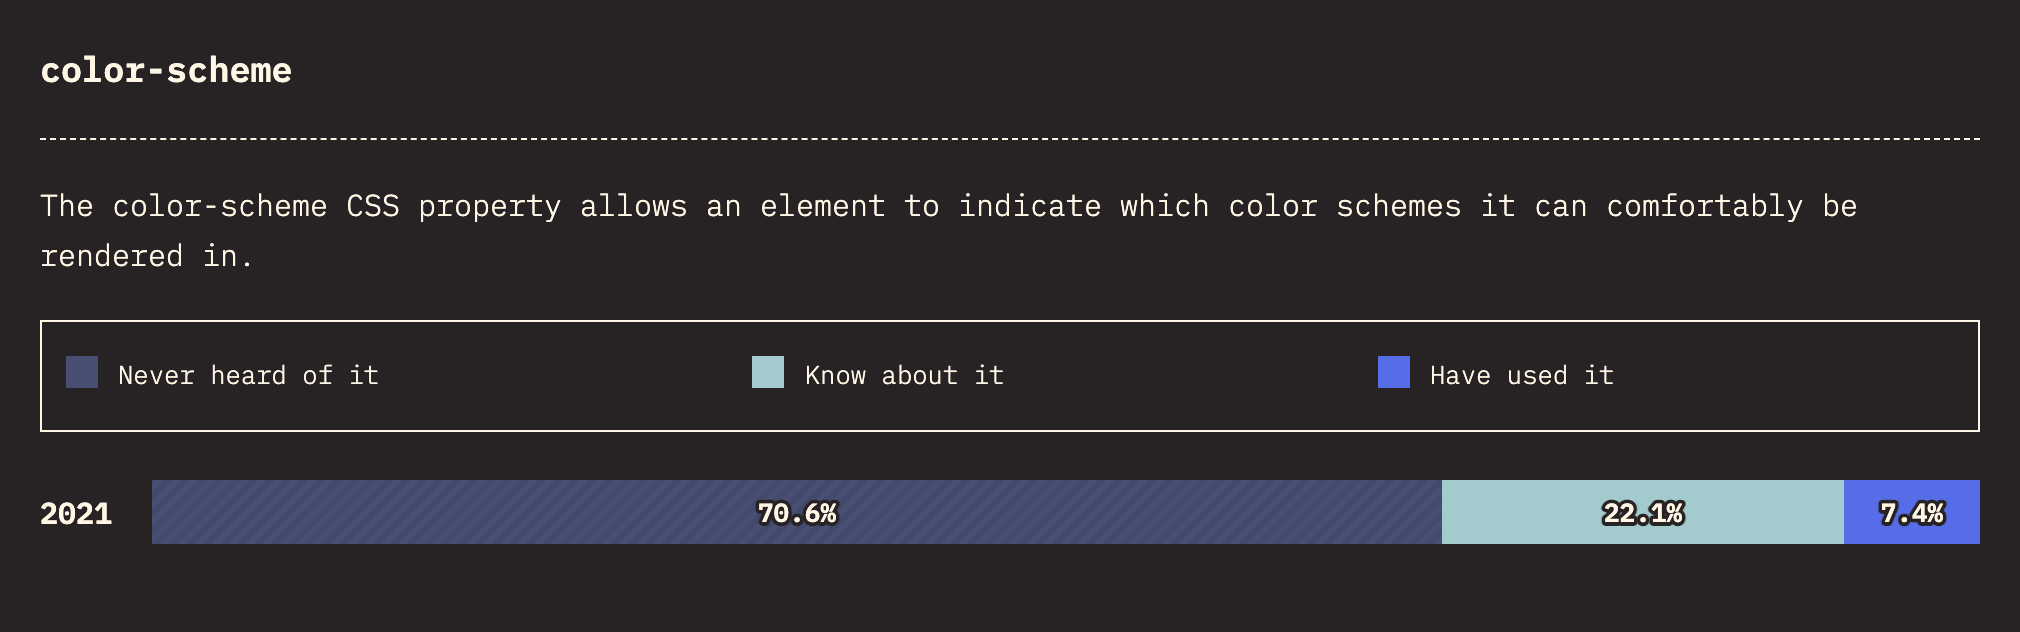 color-scheme
The color-scheme CSS property allows an element to indicate which color schemes it can comfortably be
rendered in.
Never heard of it Know about it Have used it
2021 70.6% 22.1% 7.4%